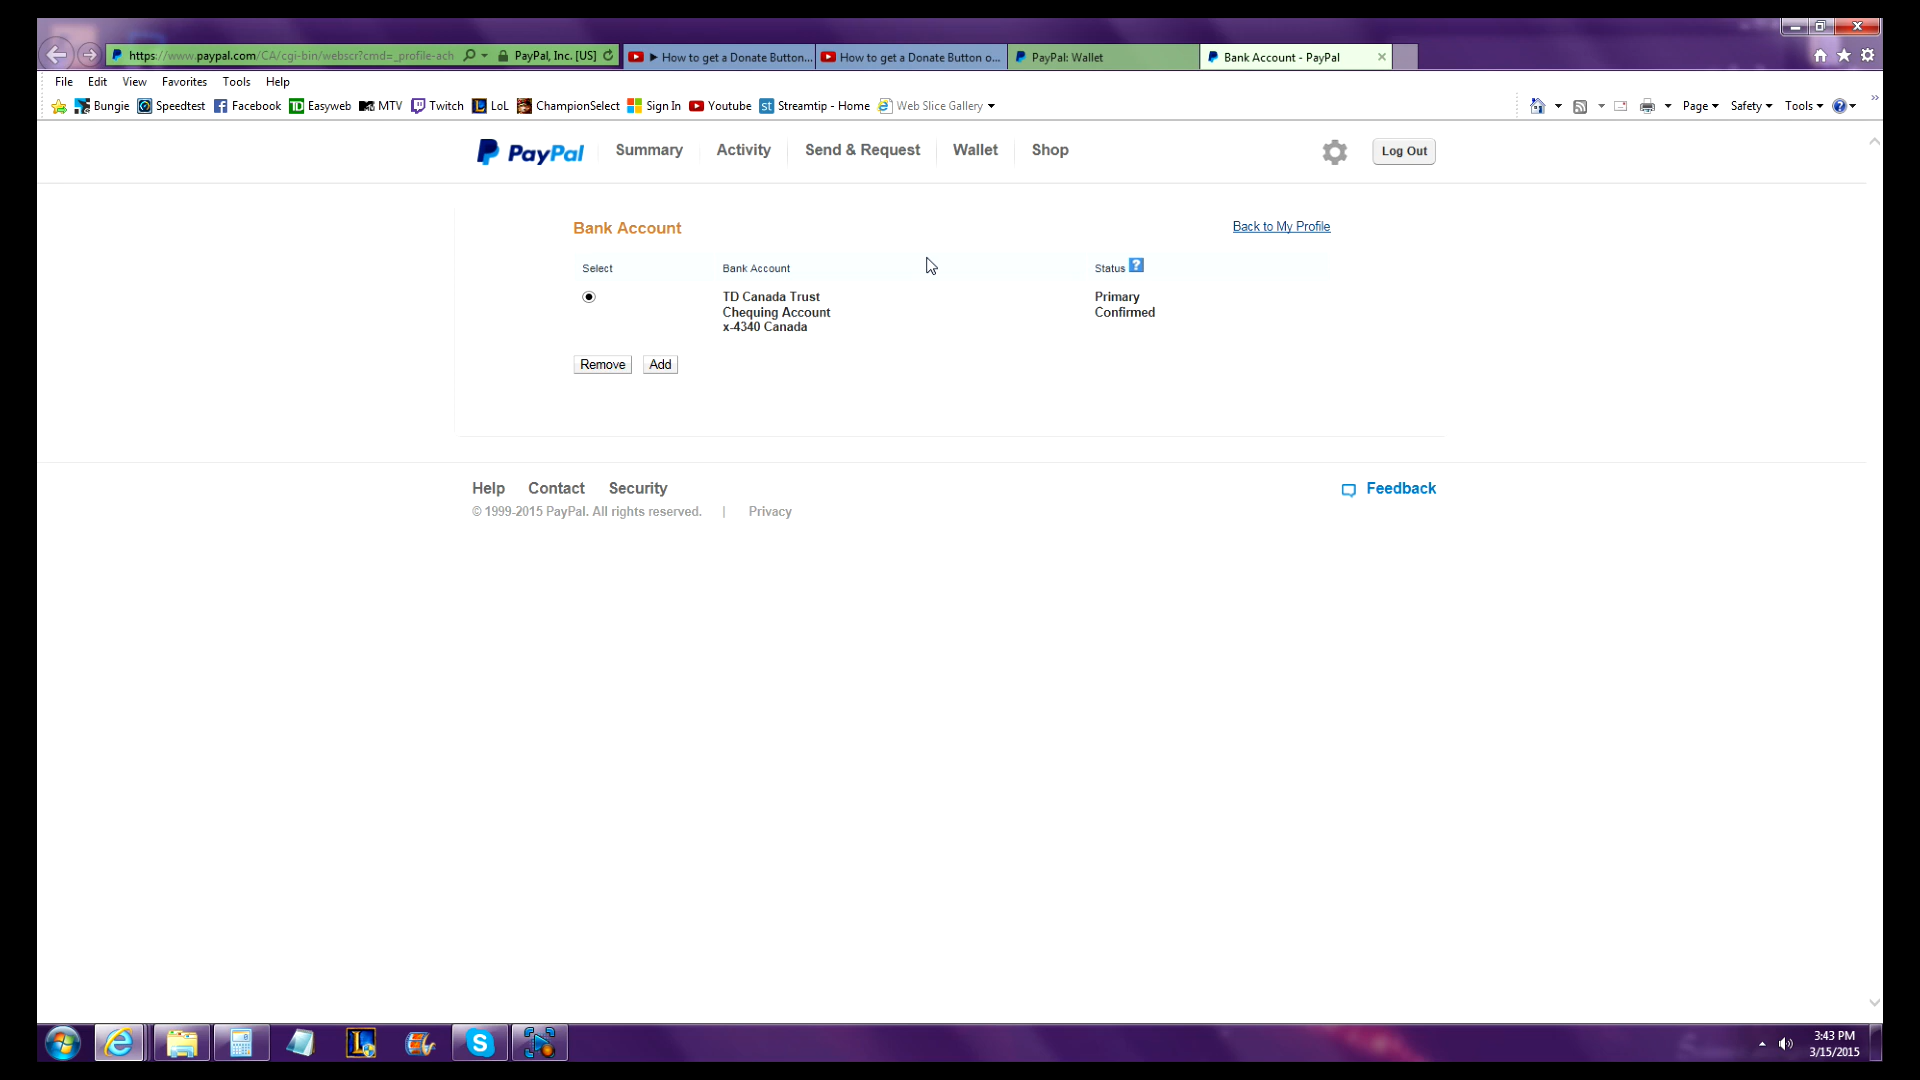 https://www.paypal.com/CA/cgi-bin/webscr?cmd=_profile-ach
PayPal, Inc. [US]
How to get a Donate Button...
How to get a Donate Button o...
PayPal: Wallet
Bank Account - PayPal
File Edit View Favorites Tools Help
Bungie Speedtest Facebook TD Easyweb MTV Twitch LoL ChampionSelect Sign In Youtube st Streamtip - Home Web Slice Gallery
Page Safety Tools
PayPal Summary Activity Send & Request Wallet Shop Log Out
Bank Account
Back to My Profile
Select Bank Account Status ?
TD Canada Trust Primary
Chequing Account Confirmed
x-4340 Canada
Remove Add
Help Contact Security Feedback
© 1999-2015 PayPal. All rights reserved. | Privacy
3:43 PM
3/15/2015